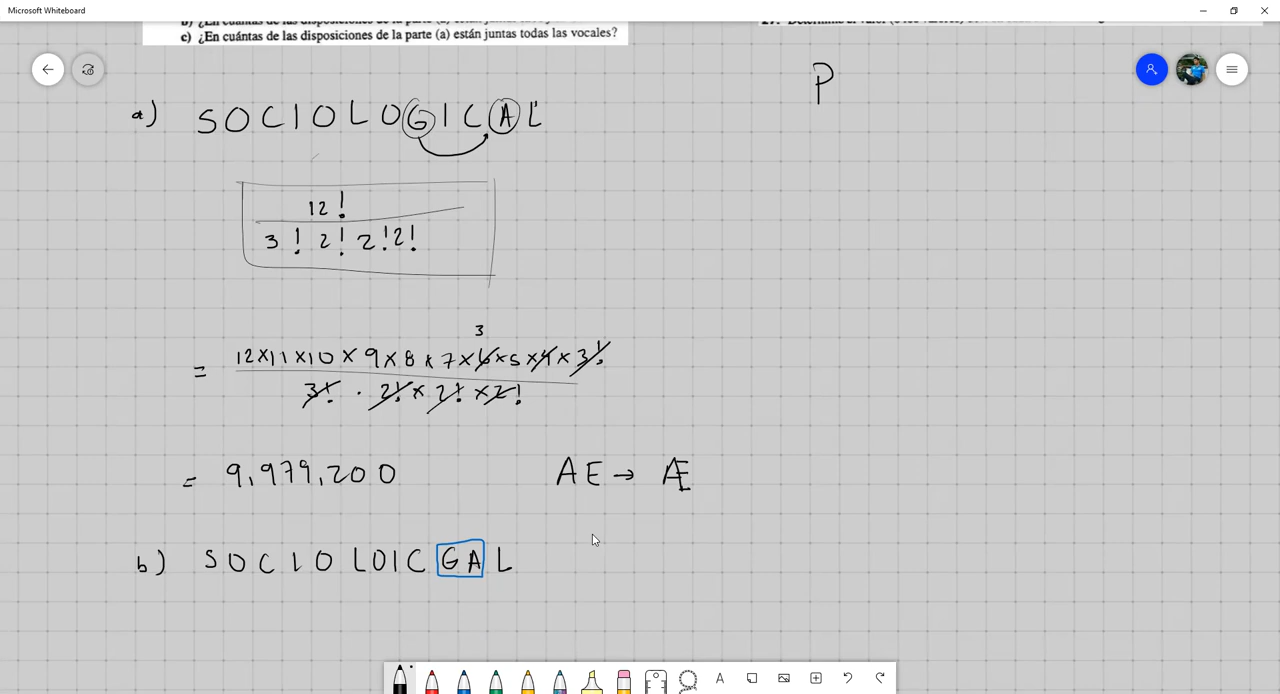 Microsoft Whiteboard
c) ¿En cuántas de las disposiciones de la parte (a) están juntas todas las vocales?
P
a) SOCIOLOGICAL
12!
3! 2! 2! 2!
3
= 12×11×10×9×8×7×6×5×4×3!
3! · 2! × 2! × 2!
= 9,979,200
AE → Æ
b) SOCIOLOIC GA L
A